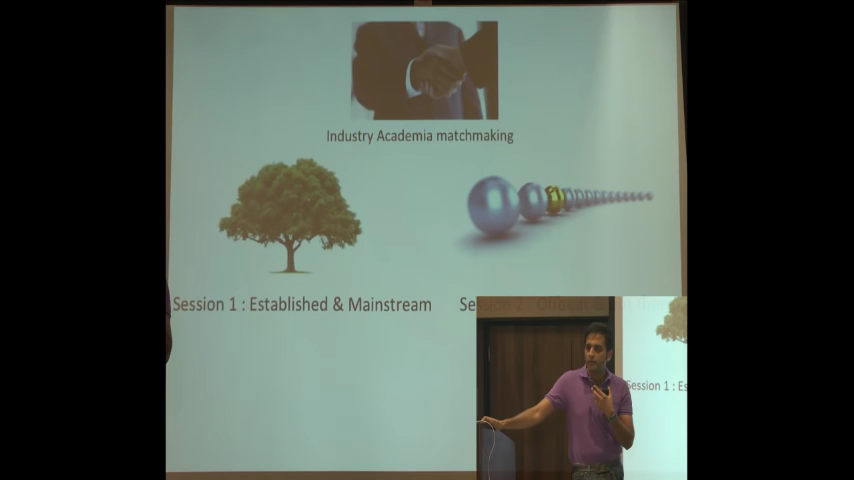 Industry Academia matchmaking
Session 1 : Established & Mainstream
Session 1 : Es